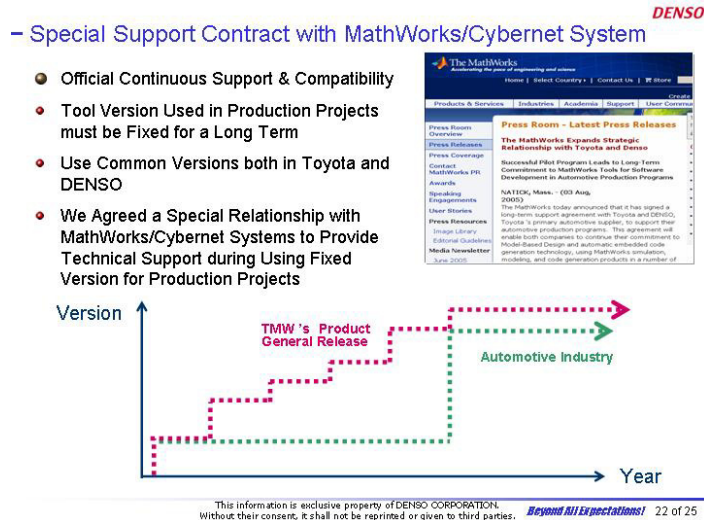 DENSO
– Special Support Contract with MathWorks/Cybernet System
Official Continuous Support & Compatibility
Tool Version Used in Production Projects
must be Fixed for a Long Term
Use Common Versions both in Toyota and
DENSO
We Agreed a Special Relationship with
MathWorks/Cybernet Systems to Provide
Technical Support during Using Fixed
Version for Production Projects
The MathWorks
Accelerating the pace of engineering and science
Home | Select Country | Contact Us | Store
Create
Products & Services Industries Academia Support User Commu
Press Room
Overview
Press Releases
Press Coverage
Contact
MathWorks PR
Awards
Speaking
Engagements
User Stories
Press Resources
Image Library
Editorial Guidelines
Media Newsletter
June 2005
Press Room - Latest Press Releases
The MathWorks Expands Strategic
Relationship with Toyota and Denso
Successful Pilot Program Leads to Long-Term
Commitment to MathWorks Tools for Software
Development in Automotive Production Programs
NATICK, Mass. - (03 Aug,
2005)
The MathWorks today announced that it has signed a
long-term support agreement with Toyota and DENSO,
Toyota 's primary automotive supplier, to support their
automotive production programs. This agreement will
enable both companies to continue their commitment to
Model-Based Design and automatic embedded code
generation technology, using MathWorks simulation,
modeling, and code generation products in a number of
Version
TMW 's Product
General Release
Automotive Industry
Year
This information is exclusive property of DENSO CORPORATION.
Without their consent, it shall not be reprinted or given to third parties.
Beyond All Expectations!
22 of 25